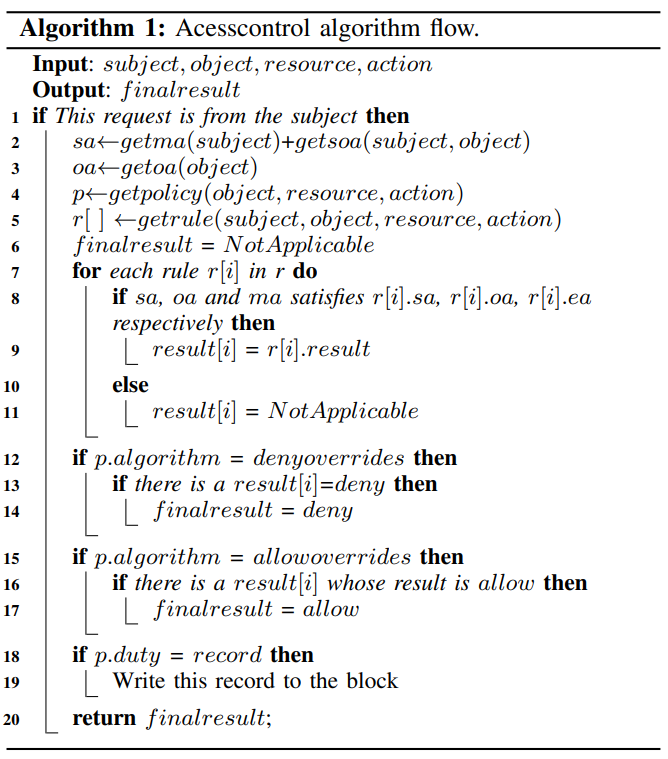 Algorithm 1: Acesscontrol algorithm flow.
Input: subject, object, resource, action
Output: finalresult
1 if This request is from the subject then
2 sa←getma(subject)+getsoa(subject, object)
3 oa←getoa(object)
4 p←getpolicy(object, resource, action)
5 r[ ] ←getrule(subject, object, resource, action)
6 finalresult = NotApplicable
7 for each rule r[i] in r do
8 if sa, oa and ma satisfies r[i].sa, r[i].oa, r[i].ea
respectively then
9 result[i] = r[i].result
10 else
11 result[i] = NotApplicable
12 if p.algorithm = denyoverrides then
13 if there is a result[i]=deny then
14 finalresult = deny
15 if p.algorithm = allowoverrides then
16 if there is a result[i] whose result is allow then
17 finalresult = allow
18 if p.duty = record then
19 Write this record to the block
20 return finalresult;